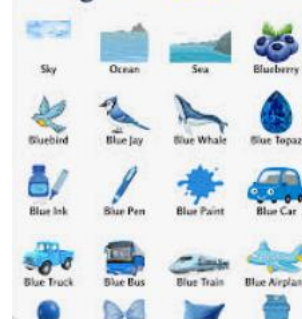 Sky Ocean Sea Blueberry
Bluebird Blue Jay Blue Whale Blue Topaz
Blue Ink Blue Pen Blue Paint Blue Car
Blue Truck Blue Bus Blue Train Blue Airplan